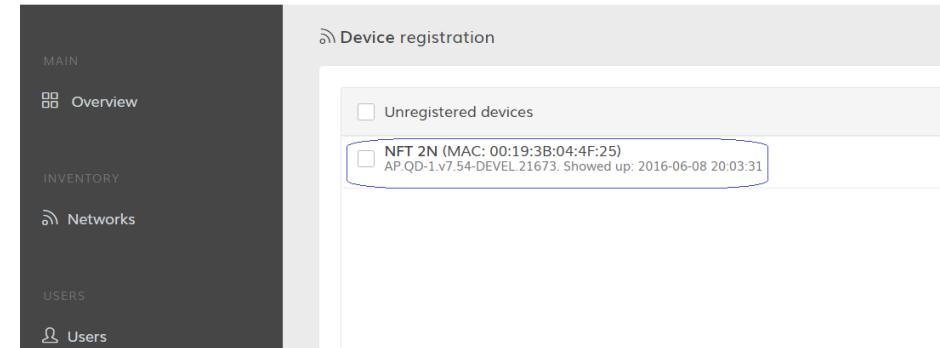 Device registration
MAIN
Overview
Unregistered devices
NFT 2N (MAC: 00:19:3B:04:4F:25)
AP.QD-1.v7.54-DEVEL.21673. Showed up: 2016-06-08 20:03:31
INVENTORY
Networks
USERS
Users